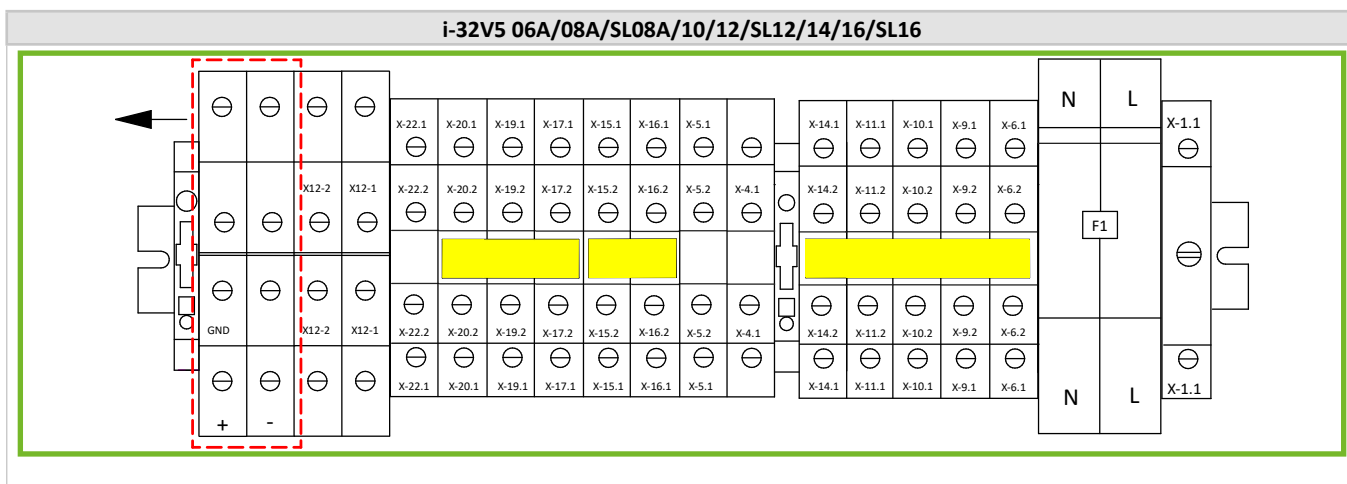 i-32V5 06A/08A/SL08A/10/12/SL12/14/16/SL16
N L
X-22.1 X-20.1 X-19.1 X-17.1 X-15.1 X-16.1 X-5.1 X-14.1 X-11.1 X-10.1 X-9.1 X-6.1 X-1.1
X12-2 X12-1 X-22.2 X-20.2 X-19.2 X-17.2 X-15.2 X-16.2 X-5.2 X-4.1 X-14.2 X-11.2 X-10.2 X-9.2 X-6.2
F1
GND X12-2 X12-1 X-22.2 X-20.2 X-19.2 X-17.2 X-15.2 X-16.2 X-5.2 X-4.1 X-14.2 X-11.2 X-10.2 X-9.2 X-6.2
X-22.1 X-20.1 X-19.1 X-17.1 X-15.1 X-16.1 X-5.1 X-14.1 X-11.1 X-10.1 X-9.1 X-6.1 N L X-1.1
+ -